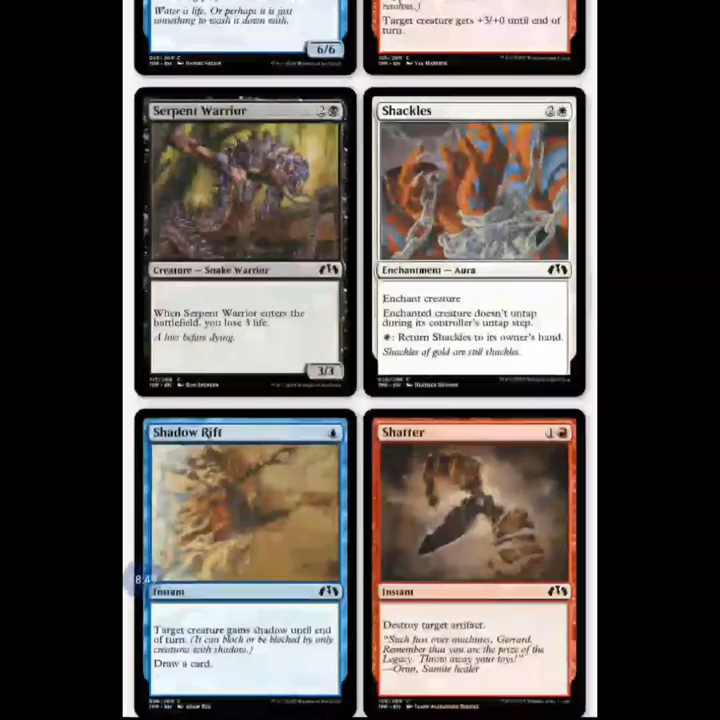 Water is life. Or perhaps it is just
something to wash it down with.
6/6
resolves.)
Target creature gets +3/+0 until end of
turn.
Serpent Warrior 2
Creature — Snake Warrior
When Serpent Warrior enters the
battlefield, you lose 3 life.
A hiss before dying.
3/3
Shackles 2
Enchantment — Aura
Enchant creature
Enchanted creature doesn't untap
during its controller's untap step.
: Return Shackles to its owner's hand.
Shackles of gold are still shackles.
Shadow Rift
8:49
Instant
Target creature gains shadow until end
of turn. (It can block or be blocked by only
creatures with shadow.)
Draw a card.
Shatter 1
Instant
Destroy target artifact.
"Such fuss over machines, Gerrard.
Remember that you are the prize of the
Legacy. Throw away your toys!"
—Orim, Samite healer